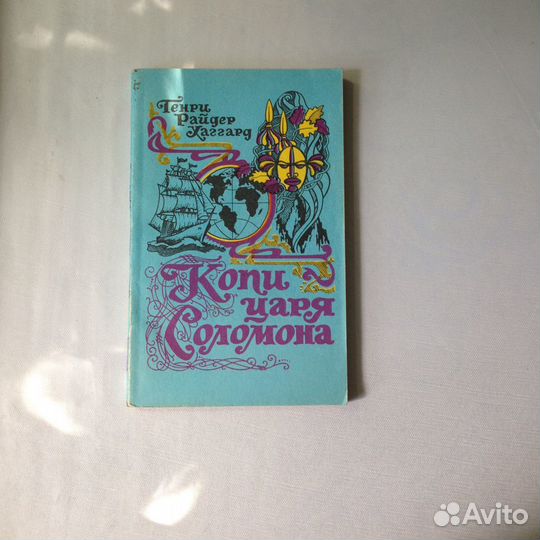 Генри
Райдер
Хаггард
Копи
царя
Соломона
Avito